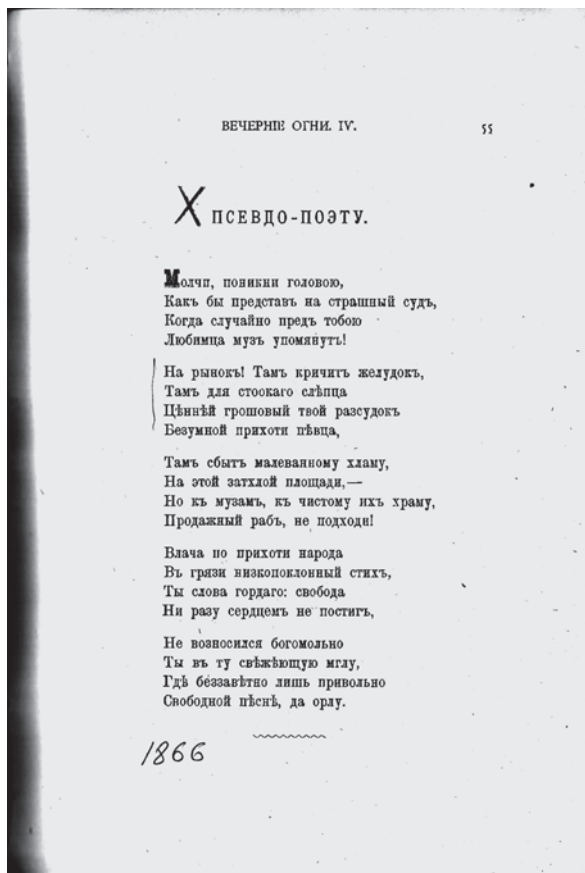 ВЕЧЕРНІЕ ОГНИ. IV.
55
X ПСЕВДО-ПОЭТУ.
Молчи, поникни головою,
Какъ бы представъ на страшный судъ,
Когда случайно предъ тобою
Любимца музъ упомянутъ!
На рынокъ! Тамъ кричитъ желудокъ,
Тамъ для стоокаго слѣпца
Цѣннѣй грошовый твой разсудокъ
Безумной прихоти пѣвца,
Тамъ сбытъ малеванному хламу,
На этой затхлой площади,—
Но къ музамъ, къ чистому ихъ храму,
Продажный рабъ, не подходи!
Влача по прихоти народа
Въ грязи низкопоклонный стихъ,
Ты слова гордаго: свобода
Ни разу сердцемъ не постигъ,
Не возносился богомольно
Ты въ ту свѣжѣющую мглу,
Гдѣ беззавѣтно лишь привольно
Свободной пѣснѣ, да орлу.
1866